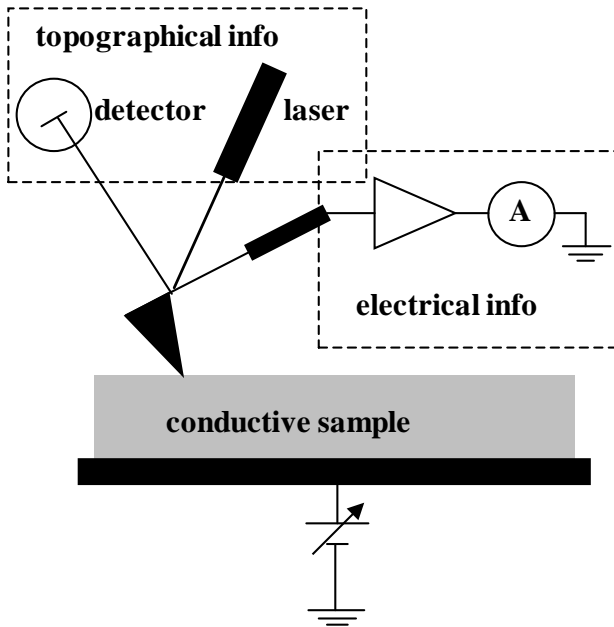 topographical info
detector
laser
A
electrical info
conductive sample